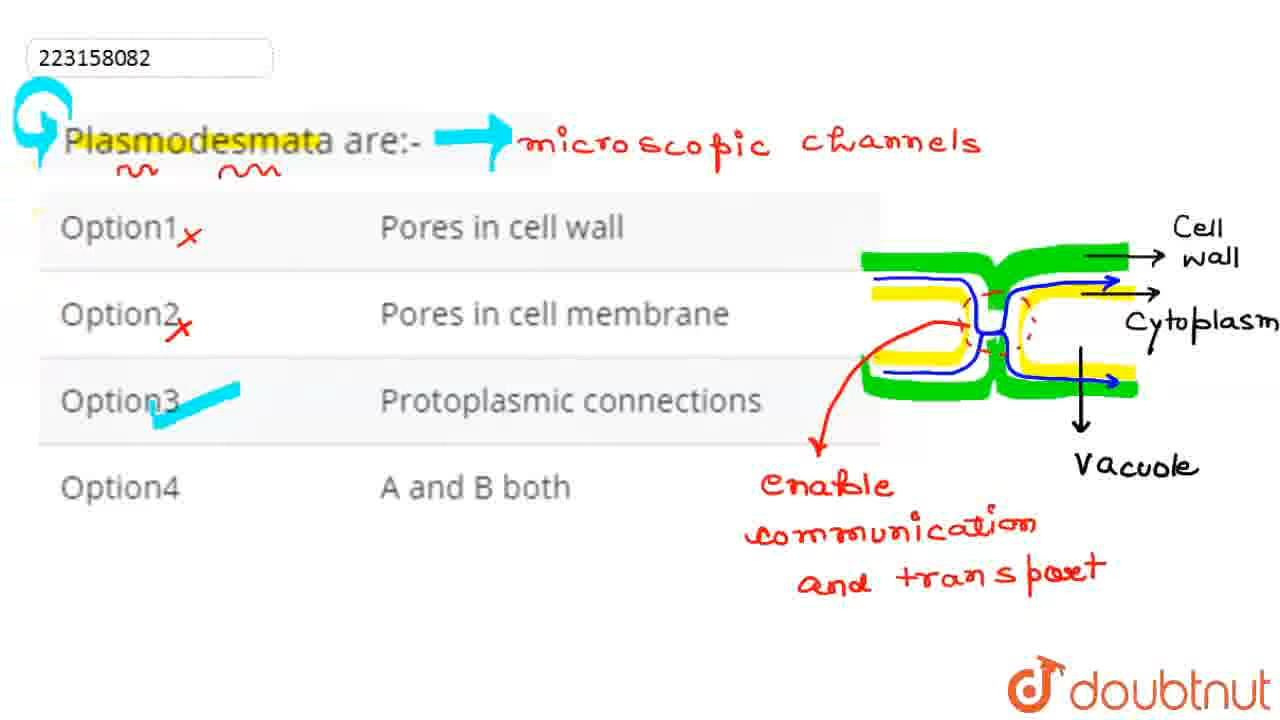 223158082
Plasmodesmata are:- microscopic channels
Option1 Pores in cell wall
Option2 Pores in cell membrane
Option3 Protoplasmic connections
Option4 A and B both
Cell
wall
Cytoplasm
Vacuole
enable
communication
and transport
doubtnut